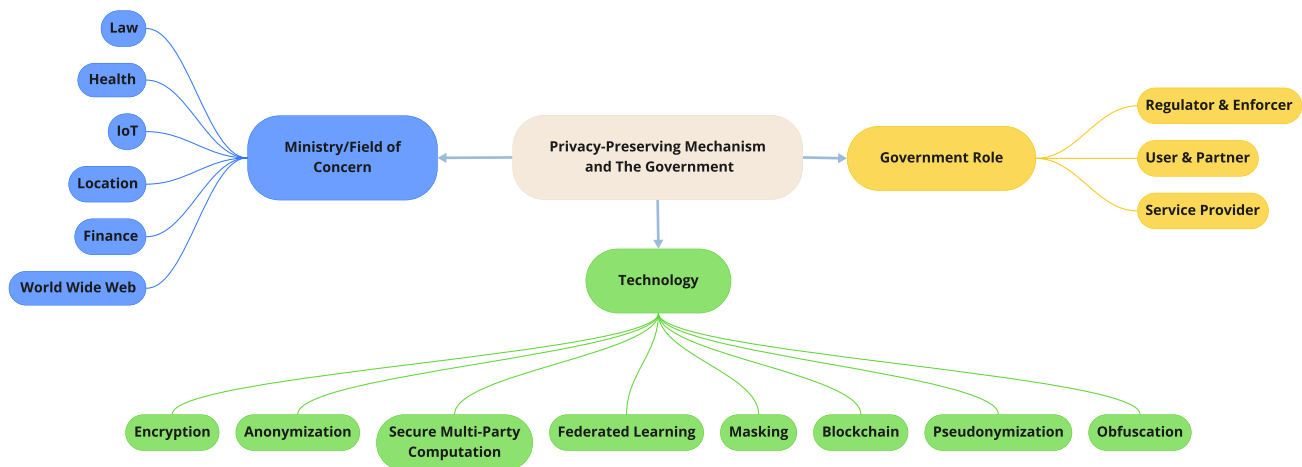 Law
Health
IoT
Location
Finance
World Wide Web
Ministry/Field of
Concern
Privacy-Preserving Mechanism
and The Government
Government Role
Regulator & Enforcer
User & Partner
Service Provider
Technology
Encryption
Anonymization
Secure Multi-Party
Computation
Federated Learning
Masking
Blockchain
Pseudonymization
Obfuscation